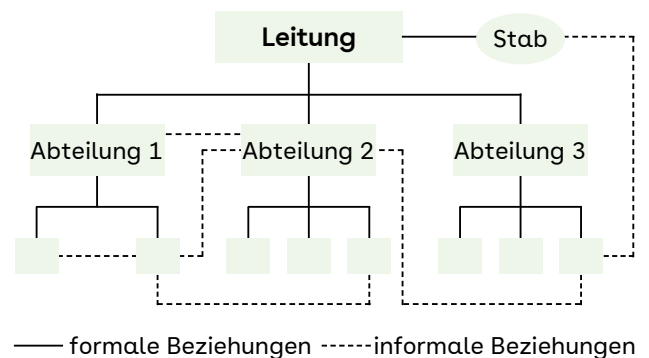 Leitung
Stab
Abteilung 1
Abteilung 2
Abteilung 3
formale Beziehungen
informale Beziehungen